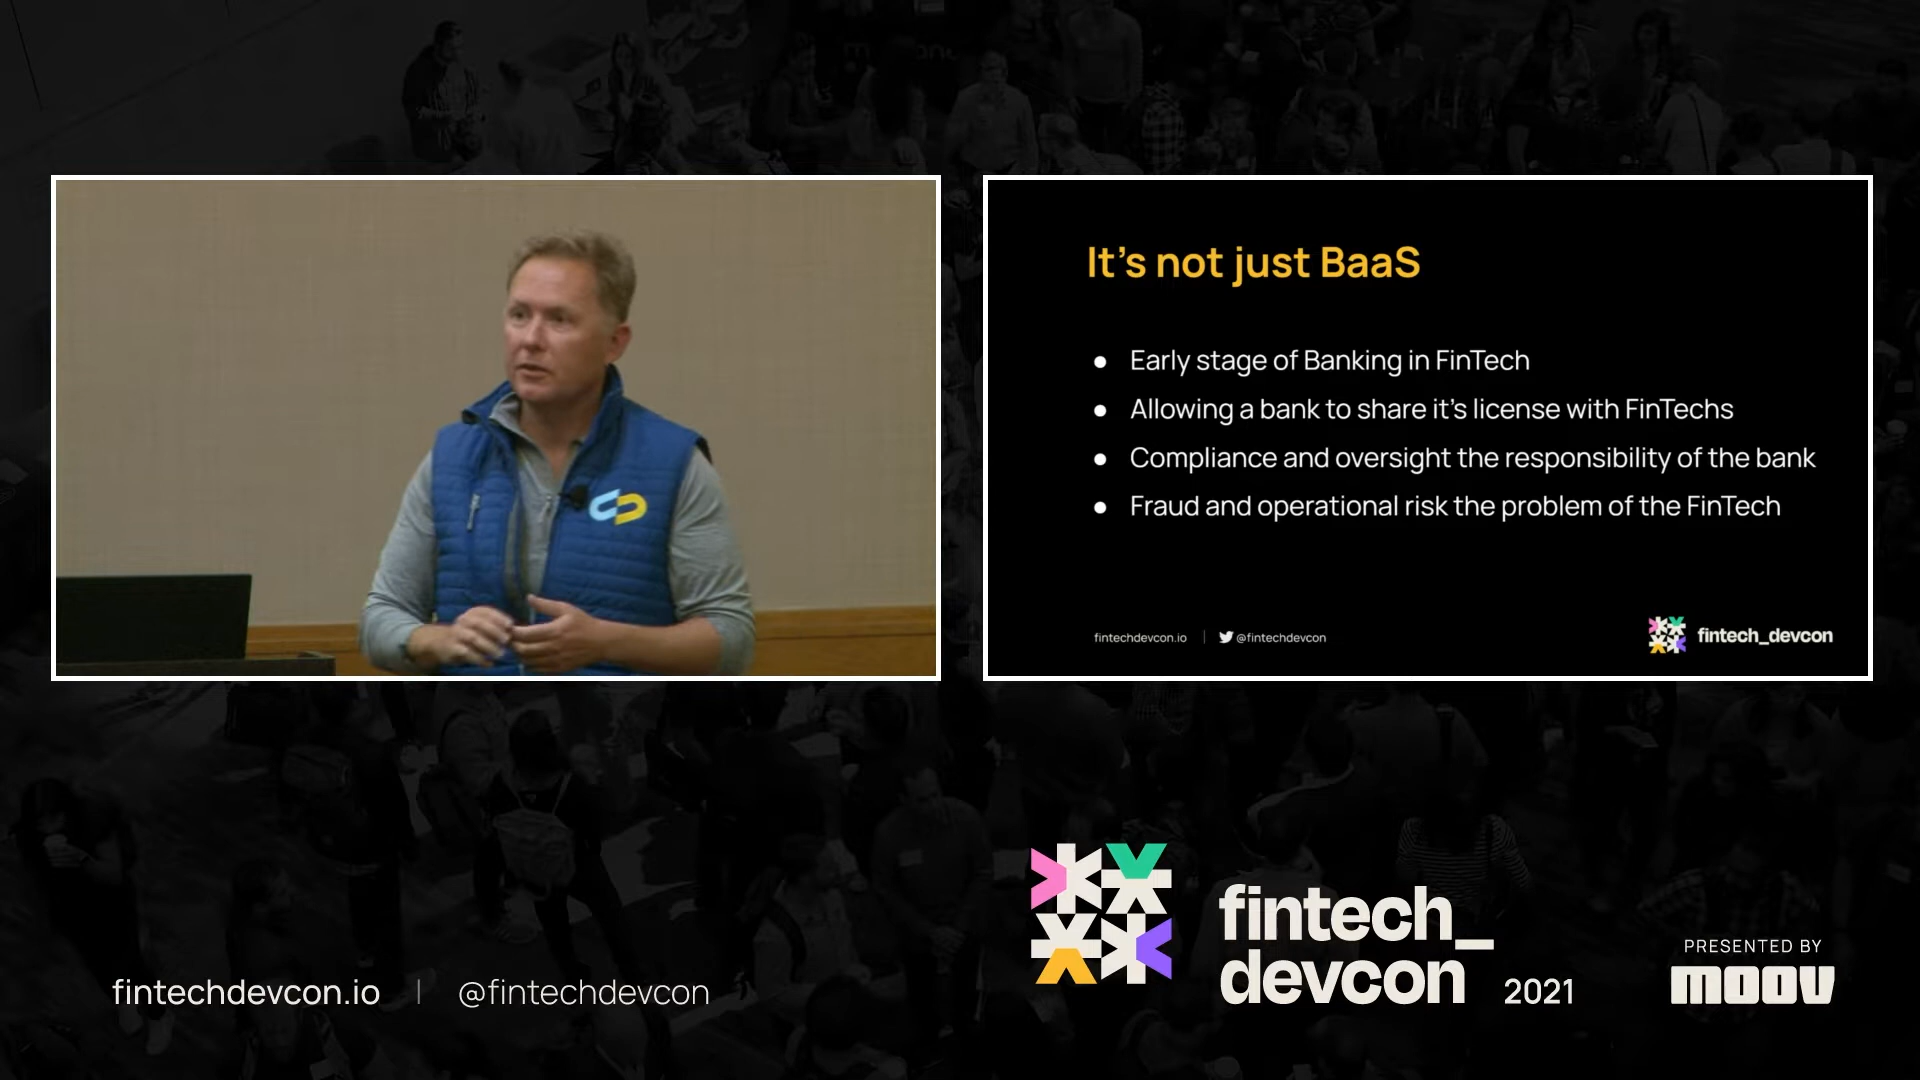 It's not just BaaS
● Early stage of Banking in FinTech
● Allowing a bank to share it's license with FinTechs
● Compliance and oversight the responsibility of the bank
● Fraud and operational risk the problem of the FinTech
fintechdevcon.io | @fintechdevcon
fintech_devcon
fintechdevcon.io | @fintechdevcon
fintech_
devcon 2021
PRESENTED BY
moov